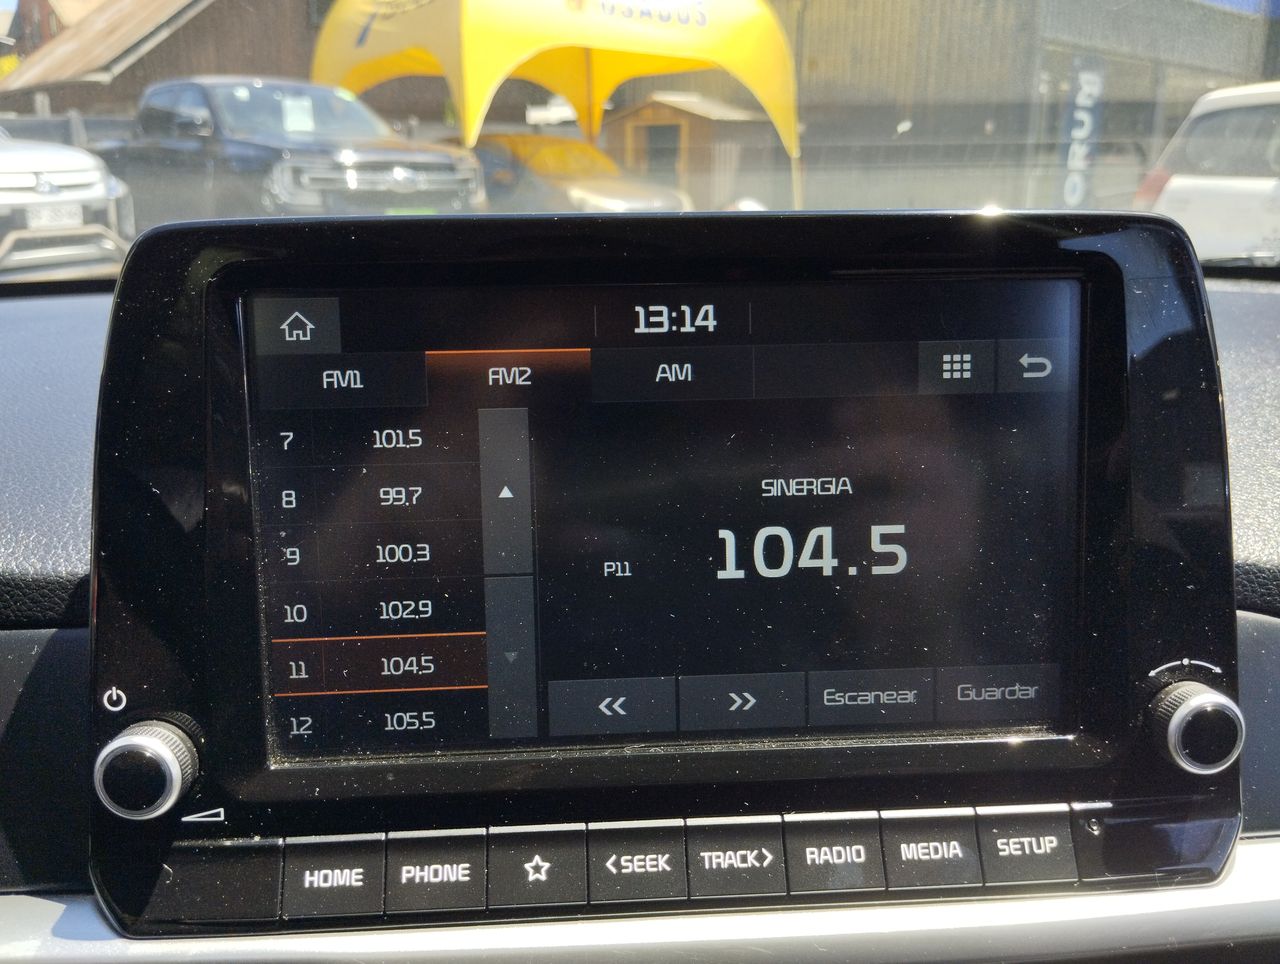 USADOS
13:14
FM1 FM2 AM
7 101.5
8 99.7
9 100.3
10 102.9
11 104.5
12 105.5
SINERGIA
P11 104.5
Escanear Guardar
HOME PHONE SEEK TRACK RADIO MEDIA SETUP